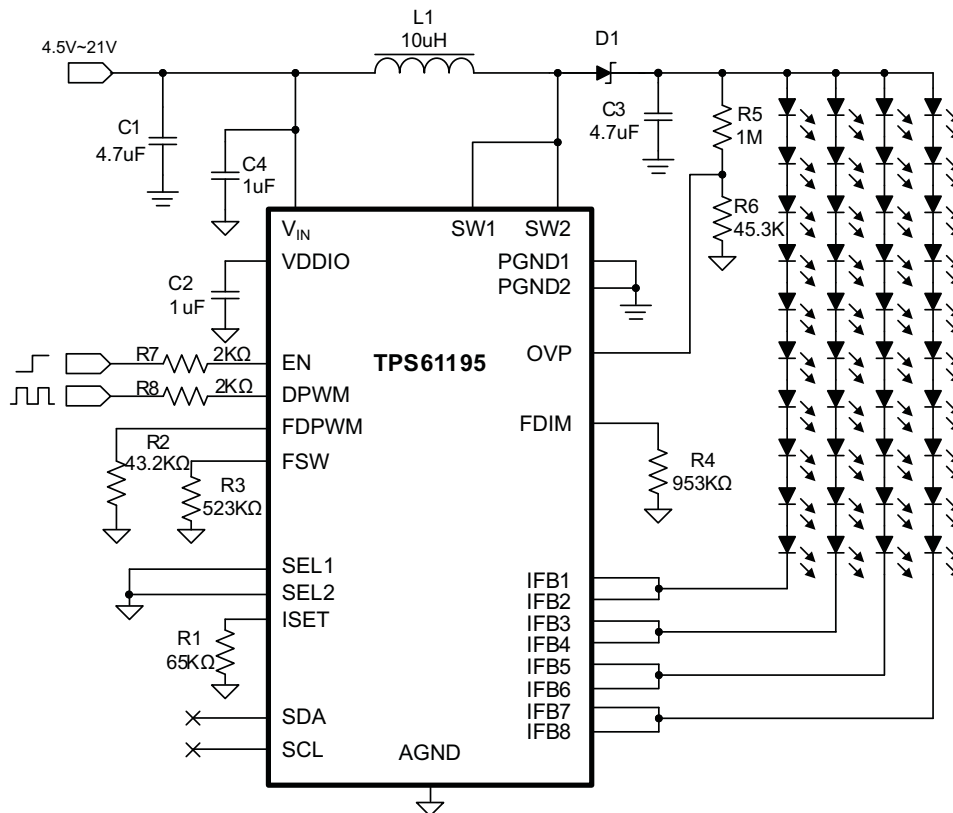 L1
10uH
4.5V~21V
D1
C1
4.7uF
C3
4.7uF
R5
1M
C4
1uF
R6
45.3K
VIN
SW1
SW2
VDDIO
PGND1
PGND2
C2
1uF
TPS61195
OVP
R7
2KΩ
EN
R8
2KΩ
DPWM
FDPWM
FDIM
R2
43.2KΩ
FSW
R3
523KΩ
R4
953KΩ
SEL1
SEL2
ISET
R1
65KΩ
IFB1
IFB2
IFB3
IFB4
IFB5
IFB6
IFB7
IFB8
SDA
SCL
AGND